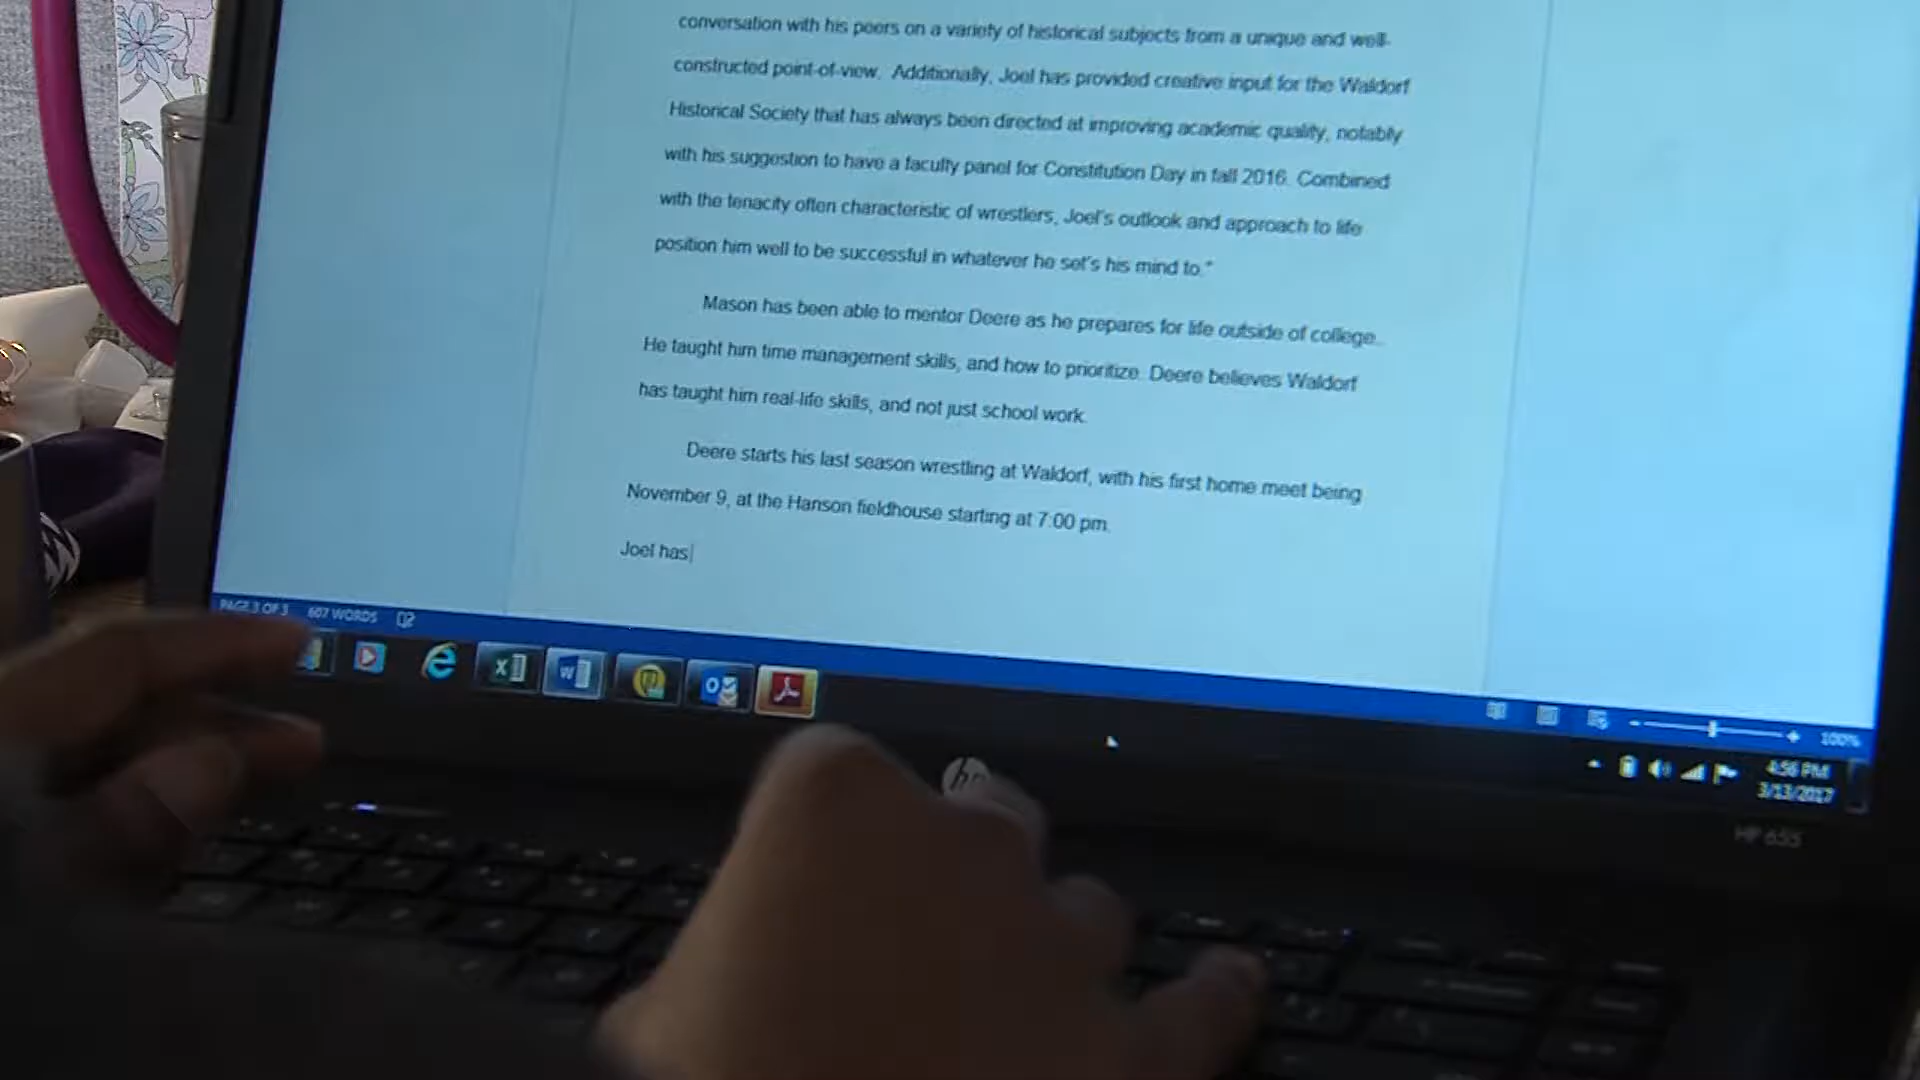 conversation with his peers on a variety of historical subjects from a unique and well-
constructed point-of-view. Additionally, Joel has provided creative input for the Waldorf
Historical Society that has always been directed at improving academic quality, notably
with his suggestion to have a faculty panel for Constitution Day in fall 2016. Combined
with the tenacity often characteristic of wrestlers, Joel's outlook and approach to life
position him well to be successful in whatever he set's his mind to."
Mason has been able to mentor Deere as he prepares for life outside of college.
He taught him time management skills, and how to prioritize. Deere believes Waldorf
has taught him real-life skills, and not just school work.
Deere starts his last season wrestling at Waldorf, with his first home meet being
November 9, at the Hanson fieldhouse starting at 7:00 pm.
Joel has
PAGE 3 OF 3 607 WORDS
100%
4:56 PM
3/13/2017
hp
HP 655